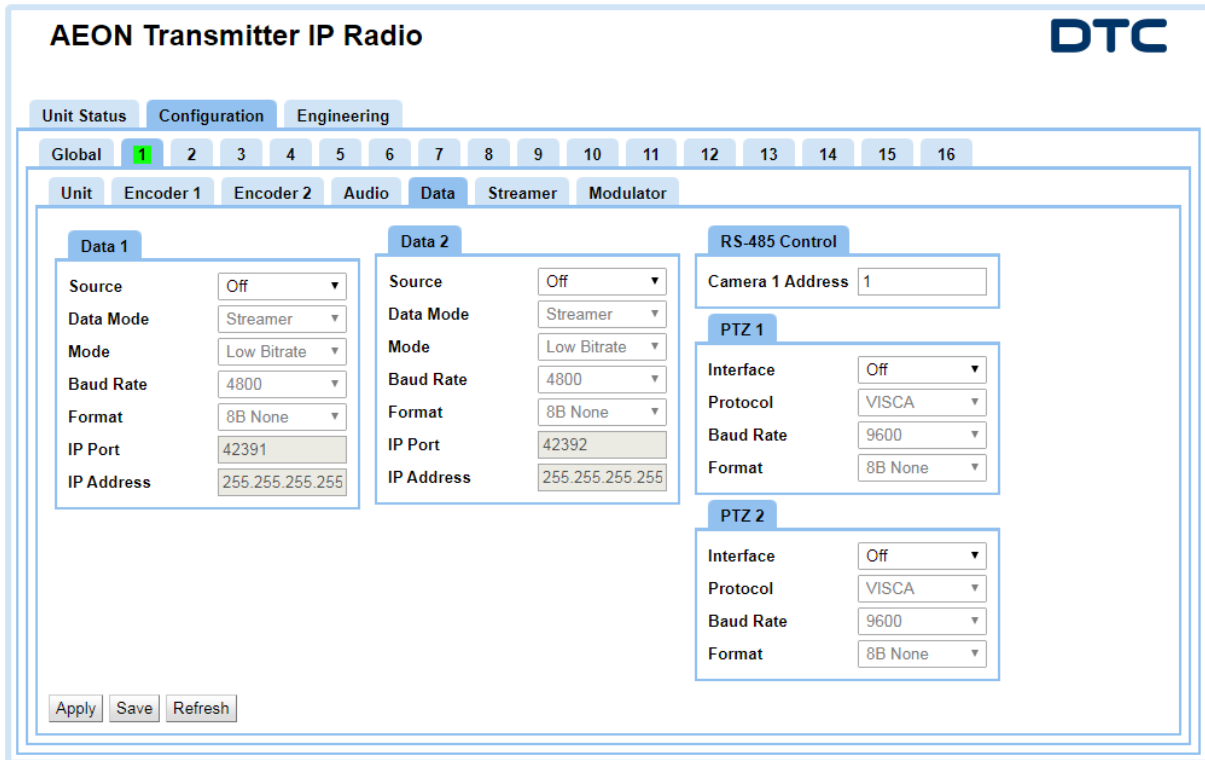 AEON Transmitter IP Radio
DTC
Unit Status Configuration Engineering
Global 1 2 3 4 5 6 7 8 9 10 11 12 13 14 15 16
Unit Encoder 1 Encoder 2 Audio Data Streamer Modulator
Data 1
Source Off
Data Mode Streamer
Mode Low Bitrate
Baud Rate 4800
Format 8B None
IP Port 42391
IP Address 255.255.255.255
Data 2
Source Off
Data Mode Streamer
Mode Low Bitrate
Baud Rate 4800
Format 8B None
IP Port 42392
IP Address 255.255.255.255
RS-485 Control
Camera 1 Address 1
PTZ 1
Interface Off
Protocol VISCA
Baud Rate 9600
Format 8B None
PTZ 2
Interface Off
Protocol VISCA
Baud Rate 9600
Format 8B None
Apply Save Refresh